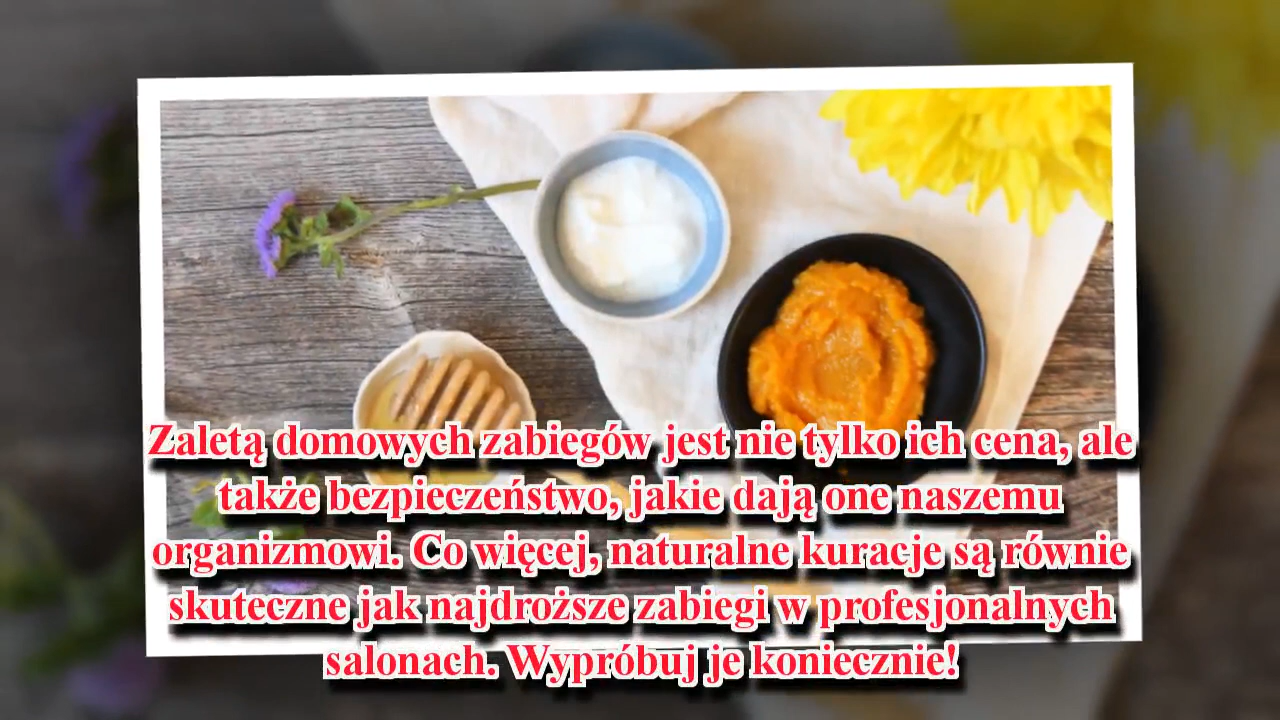 Zaletą domowych zabiegów jest nie tylko ich cena, ale
także bezpieczeństwo, jakie dają one naszemu
organizmowi. Co więcej, naturalne kuracje są równie
skuteczne jak najdroższe zabiegi w profesjonalnych
salonach. Wypróbuj je koniecznie!